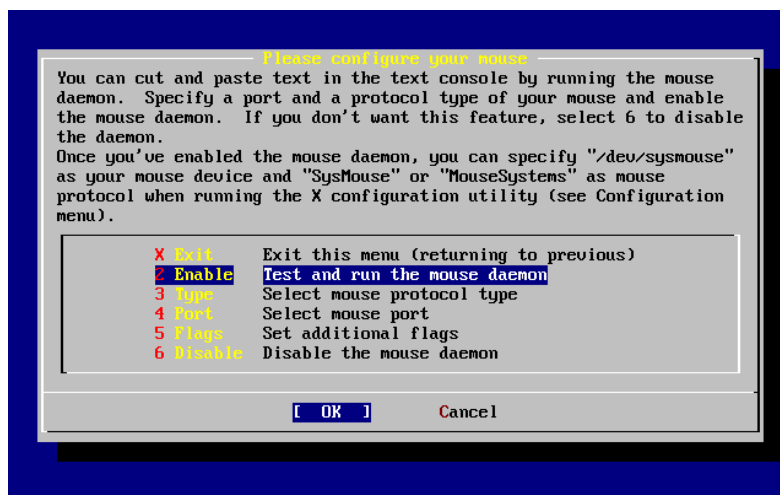 Please configure your mouse
You can cut and paste text in the text console by running the mouse
daemon.  Specify a port and a protocol type of your mouse and enable
the mouse daemon.  If you don't want this feature, select 6 to disable
the daemon.
Once you've enabled the mouse daemon, you can specify "/dev/sysmouse"
as your mouse device and "SysMouse" or "MouseSystems" as mouse
protocol when running the X configuration utility (see Configuration
menu).
X Exit     Exit this menu (returning to previous)
2 Enable   Test and run the mouse daemon
3 Type     Select mouse protocol type
4 Port     Select mouse port
5 Flags    Set additional flags
6 Disable  Disable the mouse daemon
[  OK  ]       Cancel